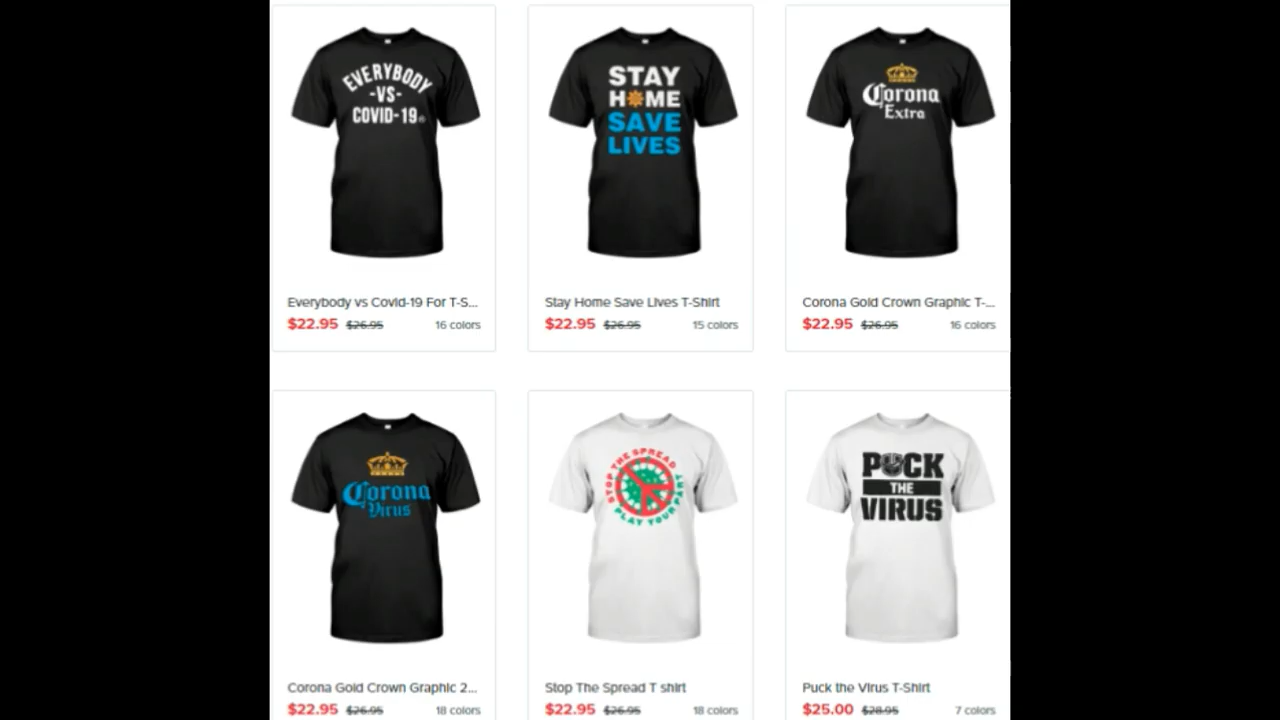 EVERYBODY
-VS-
COVID-19
STAY
HOME
SAVE
LIVES
Corona
Extra
Everybody vs Covid-19 For T-S...
$22.95 $26.95 16 colors
Stay Home Save Lives T-Shirt
$22.95 $26.95 15 colors
Corona Gold Crown Graphic T-...
$22.95 $26.95 16 colors
Corona
Virus
STOP THE SPREAD
PLAY YOUR PART
PUCK
THE
VIRUS
Corona Gold Crown Graphic 2...
$22.95 $26.95 18 colors
Stop The Spread T shirt
$22.95 $26.95 18 colors
Puck the Virus T-Shirt
$25.00 $28.95 7 colors